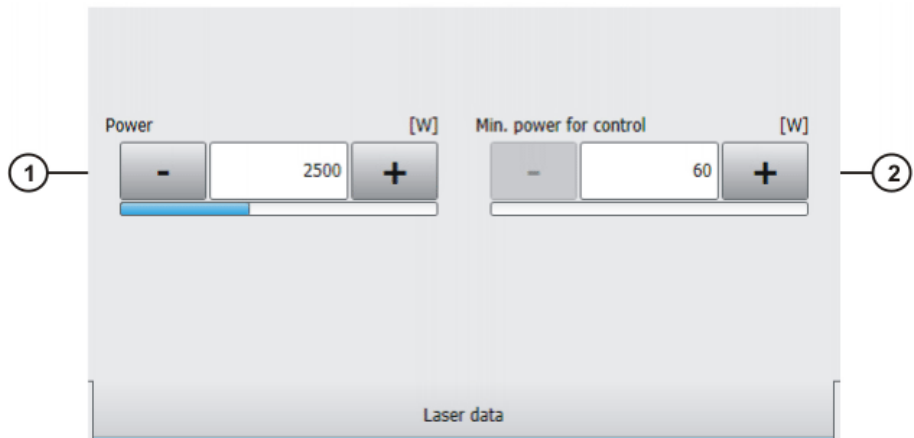 Power [W] Min. power for control [W]
1 - 2500 + - 60 + 2
Laser data